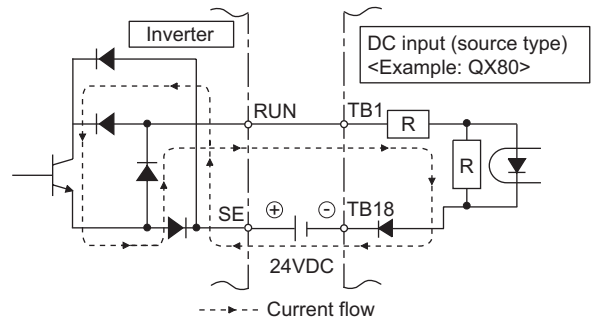 Inverter
DC input (source type)
<Example: QX80>
RUN
TB1
R
R
SE
+
-
TB18
24VDC
Current flow